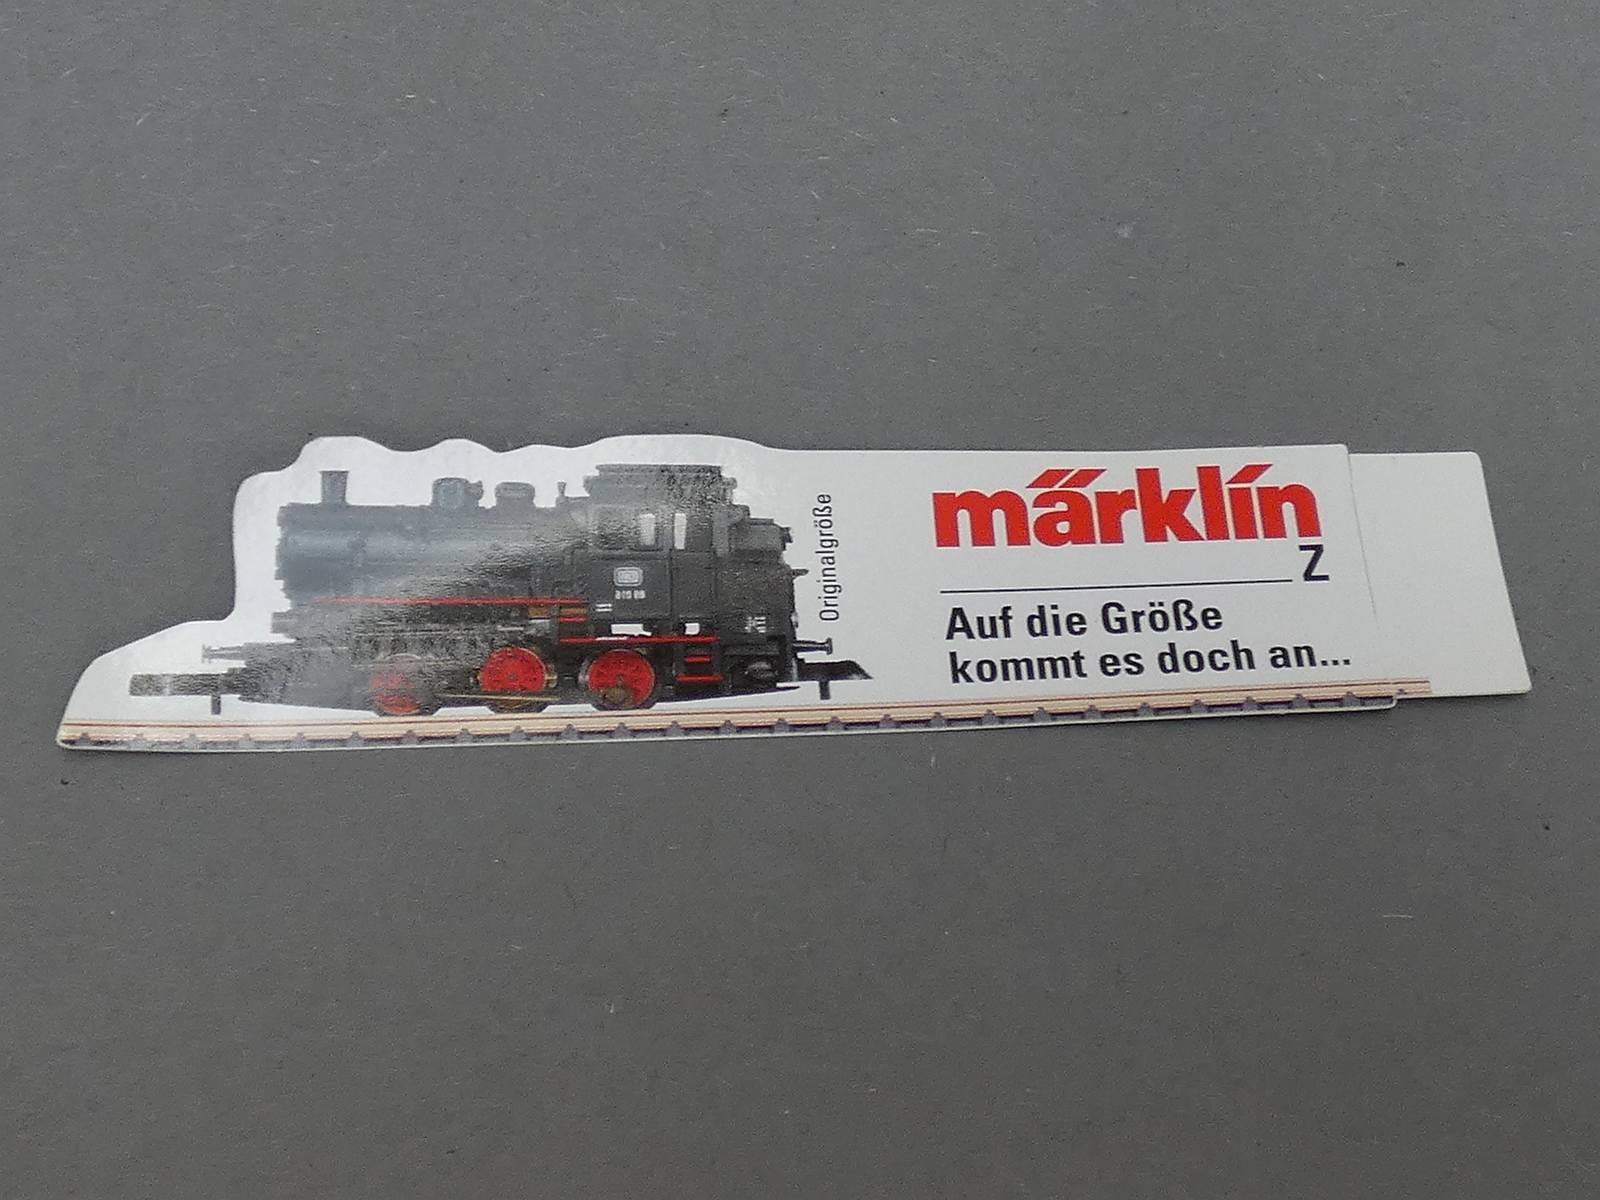 Originalgröße
märklin
Z
Auf die Größe
kommt es doch an...